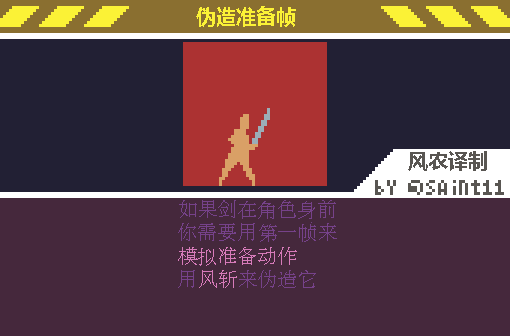 伪造准备帧
风农译制
bY @SAiNt11
如果剑在角色身前
你需要用第一帧来
模拟准备动作
用风斩来伪造它